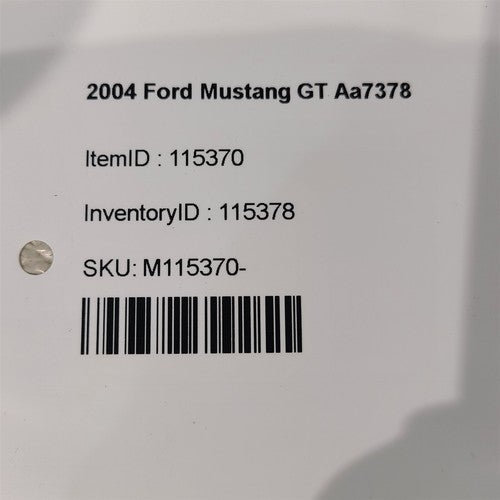 2004 Ford Mustang GT Aa7378
ItemID : 115370
InventoryID : 115378
SKU: M115370-